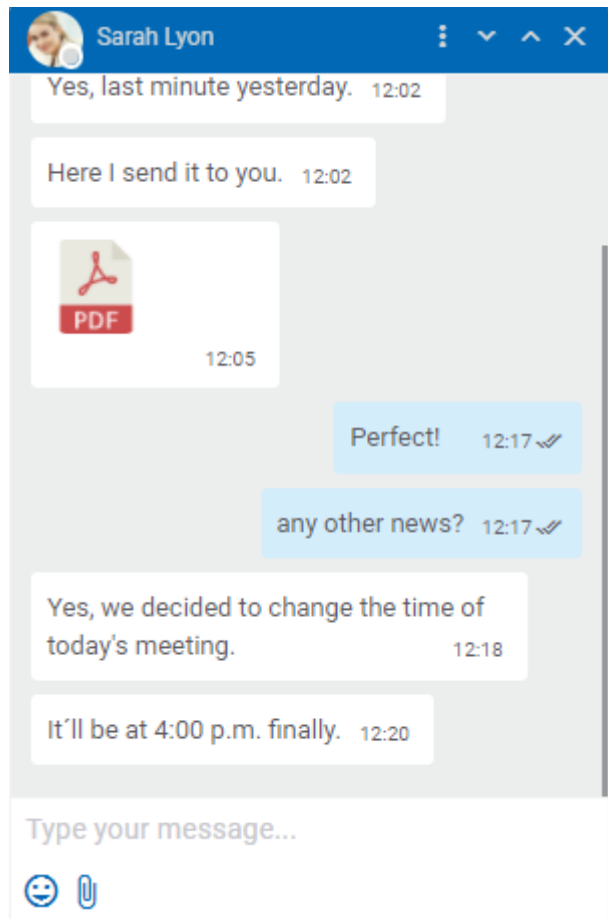 Sarah Lyon
Yes, last minute yesterday. 12:02
Here I send it to you. 12:02
PDF
12:05
Perfect! 12:17
any other news? 12:17
Yes, we decided to change the time of
today's meeting. 12:18
It´ll be at 4:00 p.m. finally. 12:20
Type your message...